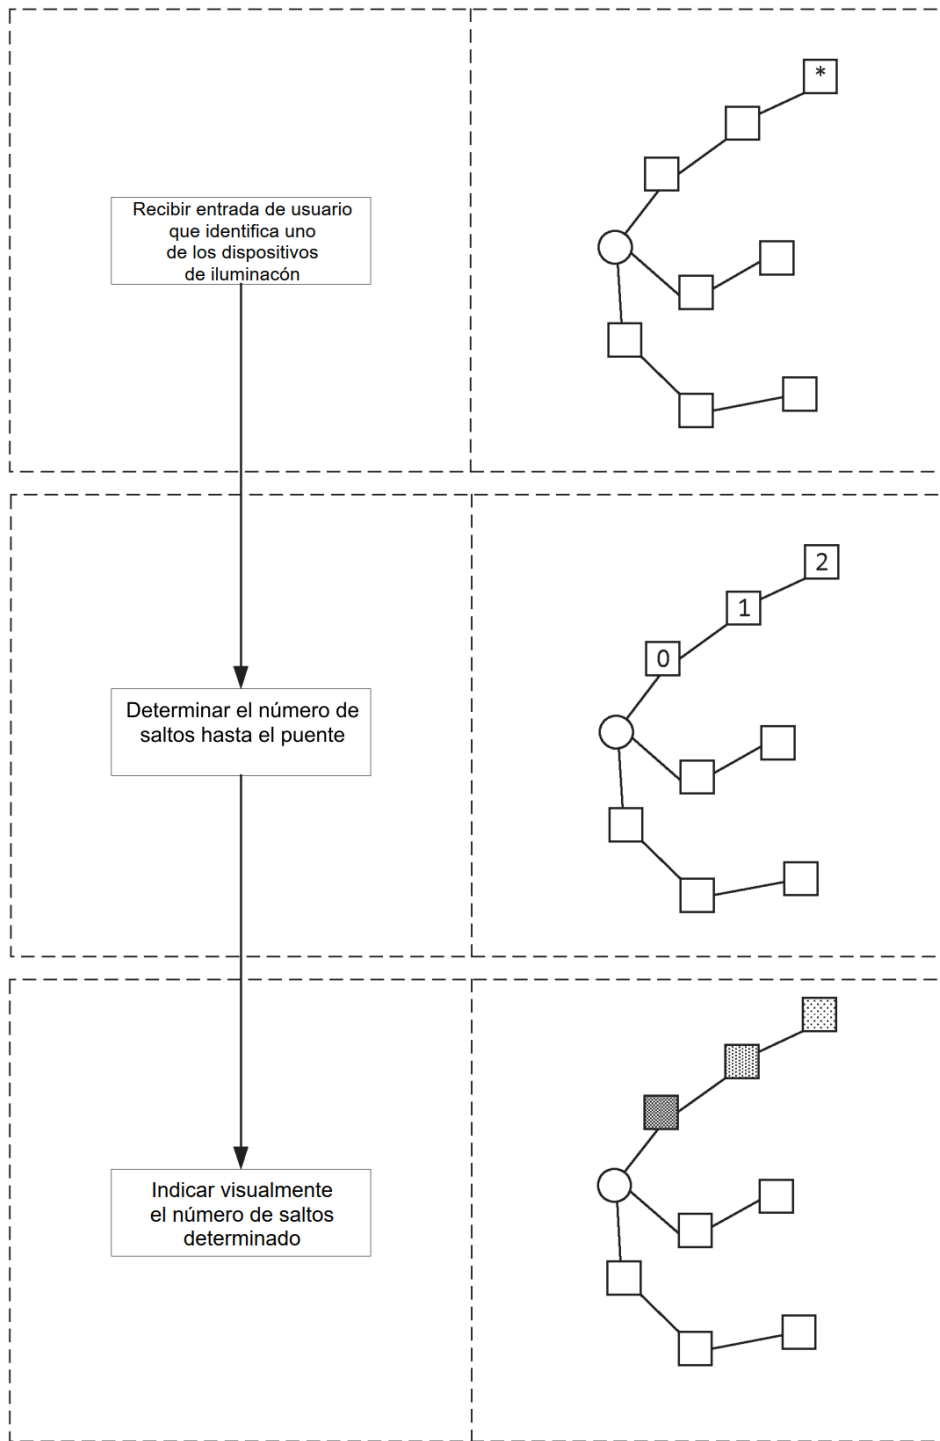 *
Recibir entrada de usuario
que identifica uno
de los dispositivos
de iluminacón
2
1
0
Determinar el número de
saltos hasta el puente
Indicar visualmente
el número de saltos
determinado